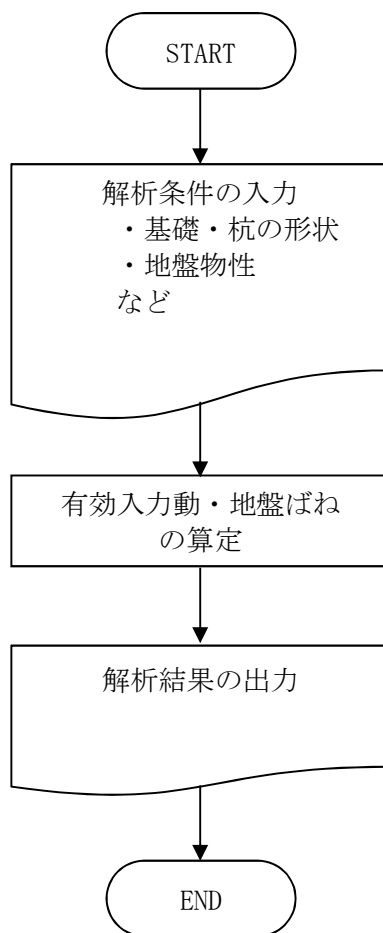 START
解析条件の入力
・基礎・杭の形状
・地盤物性
など
有効入力動・地盤ばね
の算定
解析結果の出力
END